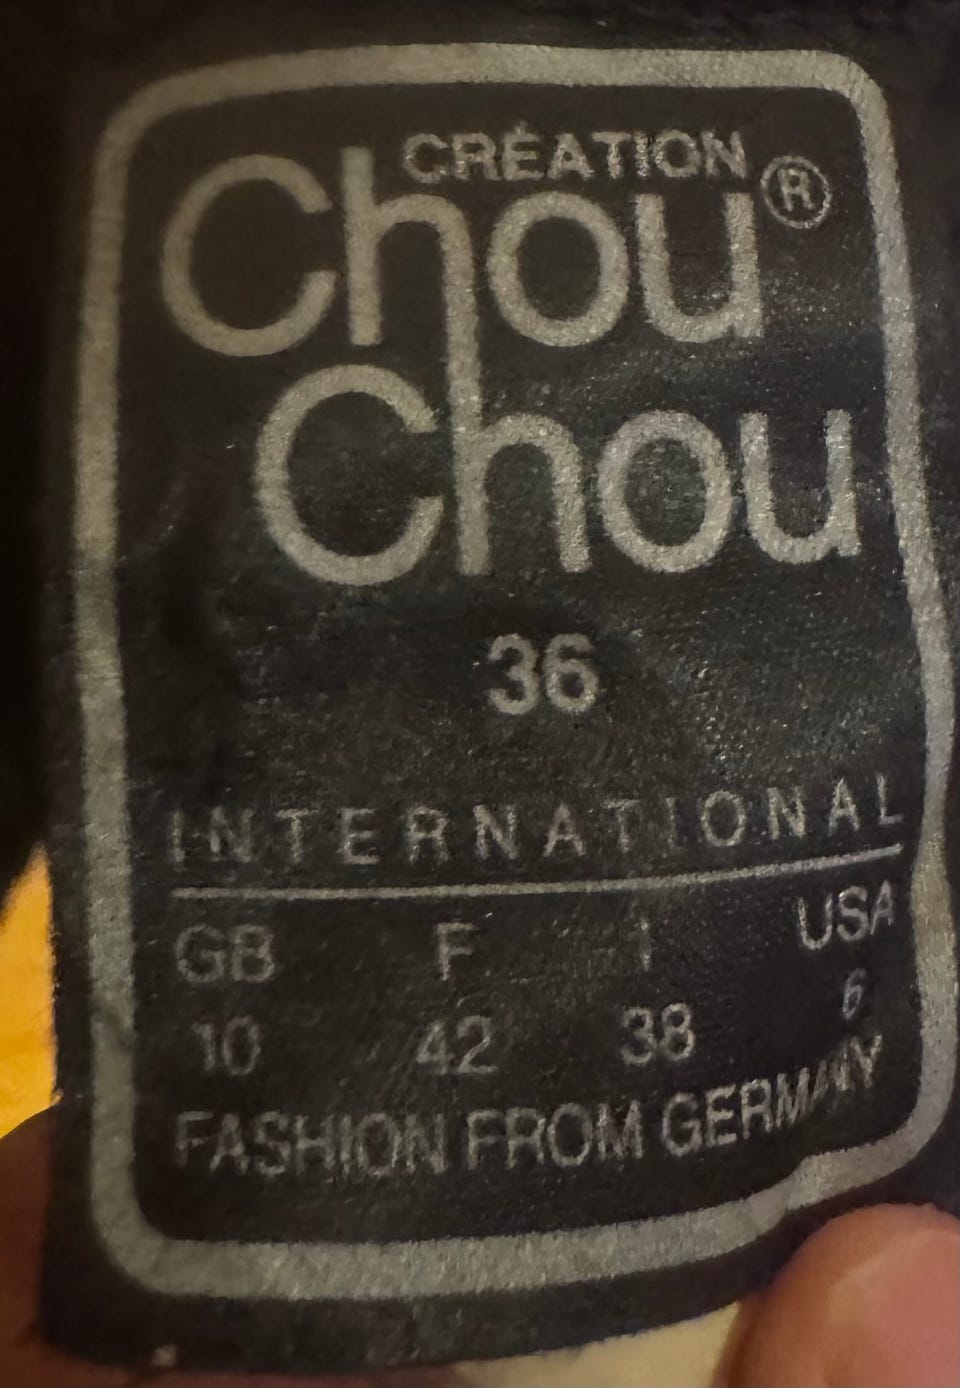 CRÉATION
Chou®
Chou
36
INTERNATIONAL
GB F I USA
10 42 38 6
FASHION FROM GERMANY